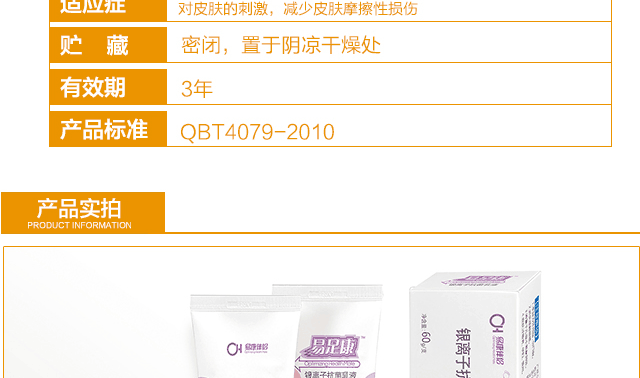 适应症
对皮肤的刺激，减少皮肤摩擦性损伤
贮 藏
密闭，置于阴凉干燥处
有效期
3年
产品标准
QBT4079-2010
产品实拍
PRODUCT INFORMATION
易足康
银离子抗菌足液
净含量：60g/支
银离子抗